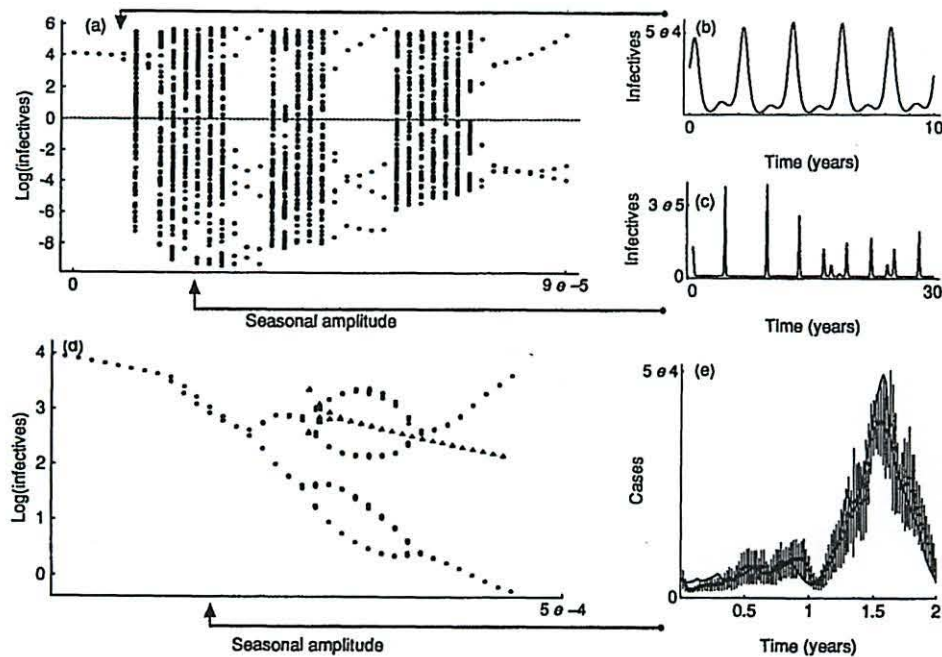 (a)
Log(infectives)
6
4
2
0
-2
-4
-6
-8
0
9 e -5
Seasonal amplitude
(b)
Infectives
5 e 4
0
10
Time (years)
(c)
Infectives
3 e 5
0
0
30
Time (years)
(d)
Log(infectives)
4
3
2
1
0
5 e -4
Seasonal amplitude
(e)
Cases
5 e 4
0
0.5
1
1.5
2
Time (years)